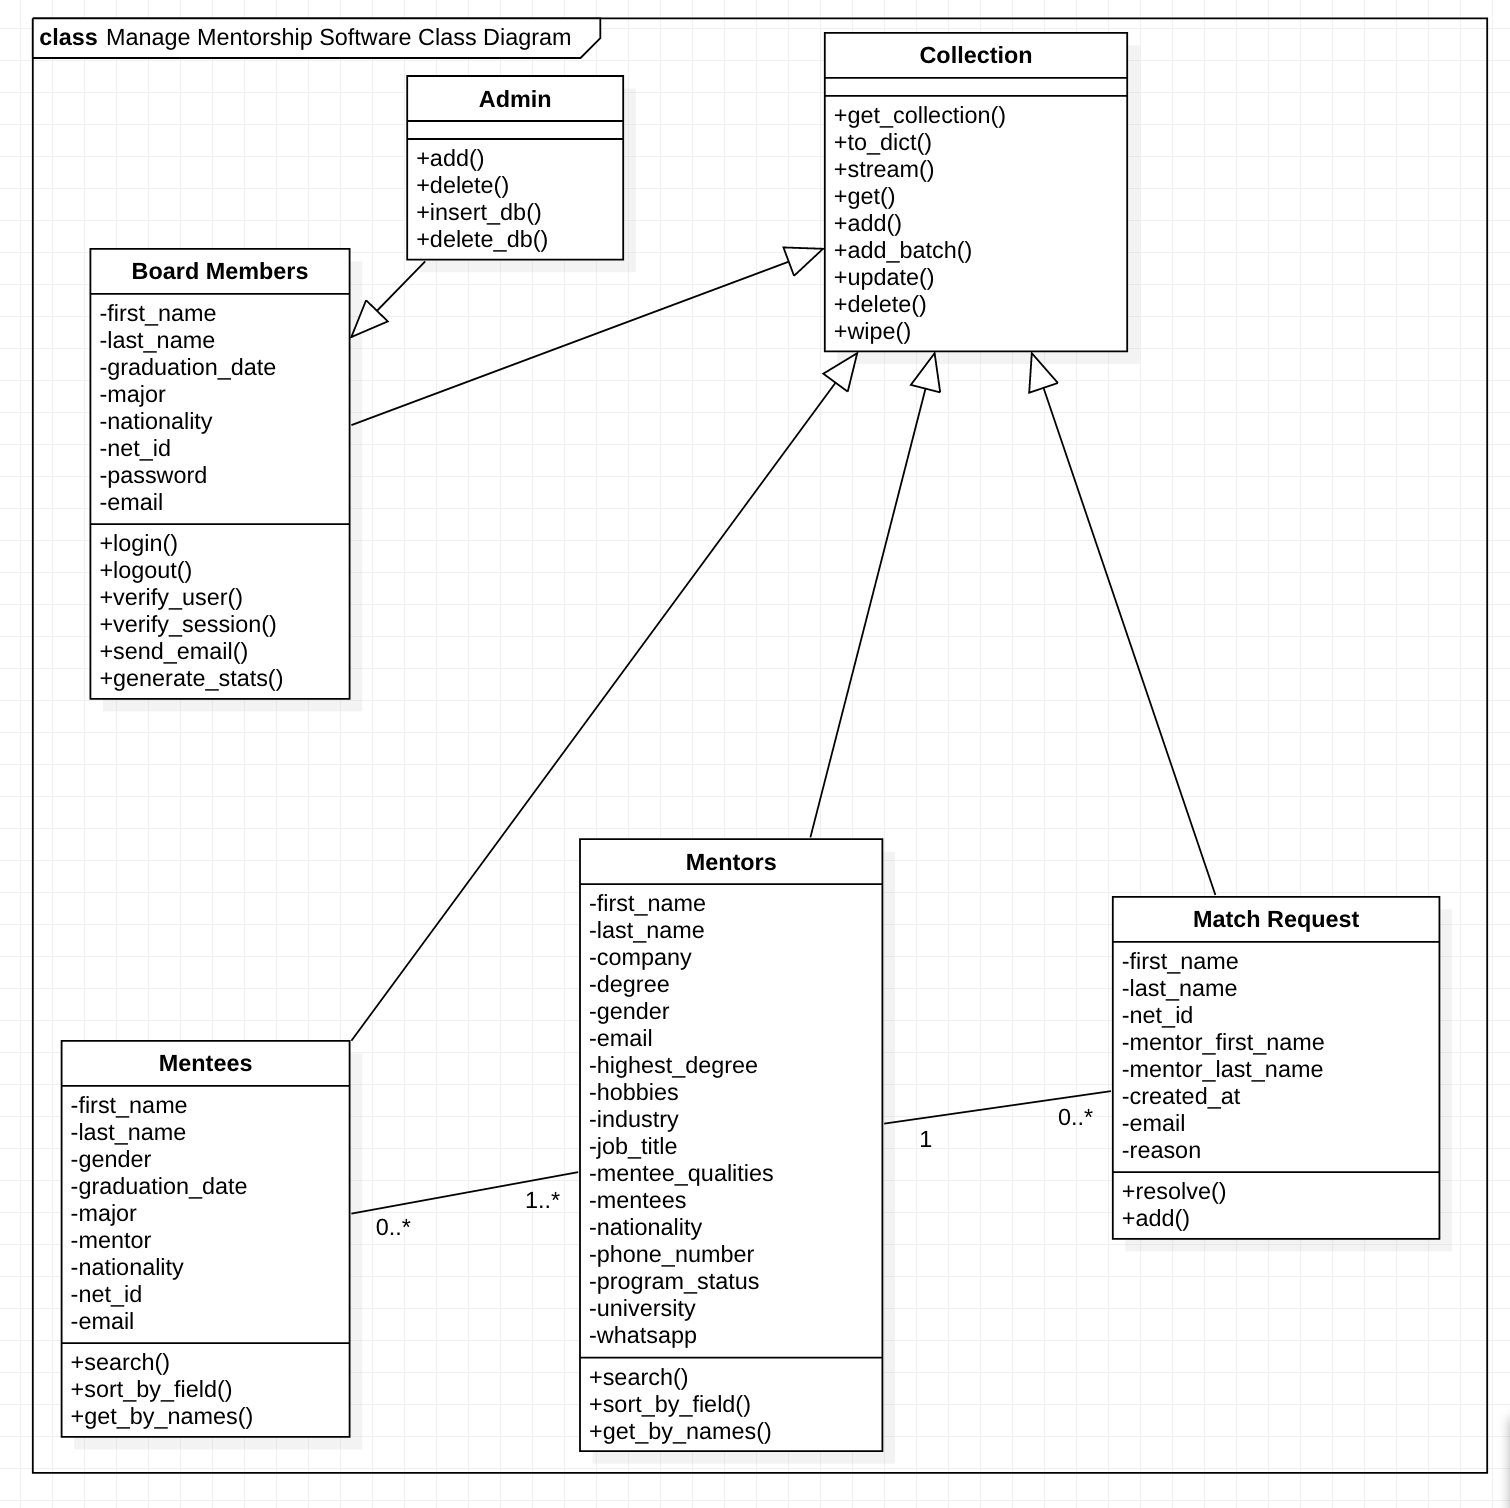 class Manage Mentorship Software Class Diagram
Admin
+add()
+delete()
+insert_db()
+delete_db()
Collection
+get_collection()
+to_dict()
+stream()
+get()
+add()
+add_batch()
+update()
+delete()
+wipe()
Board Members
-first_name
-last_name
-graduation_date
-major
-nationality
-net_id
-password
-email
+login()
+logout()
+verify_user()
+verify_session()
+send_email()
+generate_stats()
Mentees
-first_name
-last_name
-gender
-graduation_date
-major
-mentor
-nationality
-net_id
-email
+search()
+sort_by_field()
+get_by_names()
0..*
1..*
Mentors
-first_name
-last_name
-company
-degree
-gender
-email
-highest_degree
-hobbies
-industry
-job_title
-mentee_qualities
-mentees
-nationality
-phone_number
-program_status
-university
-whatsapp
+search()
+sort_by_field()
+get_by_names()
1
0..*
Match Request
-first_name
-last_name
-net_id
-mentor_first_name
-mentor_last_name
-created_at
-email
-reason
+resolve()
+add()